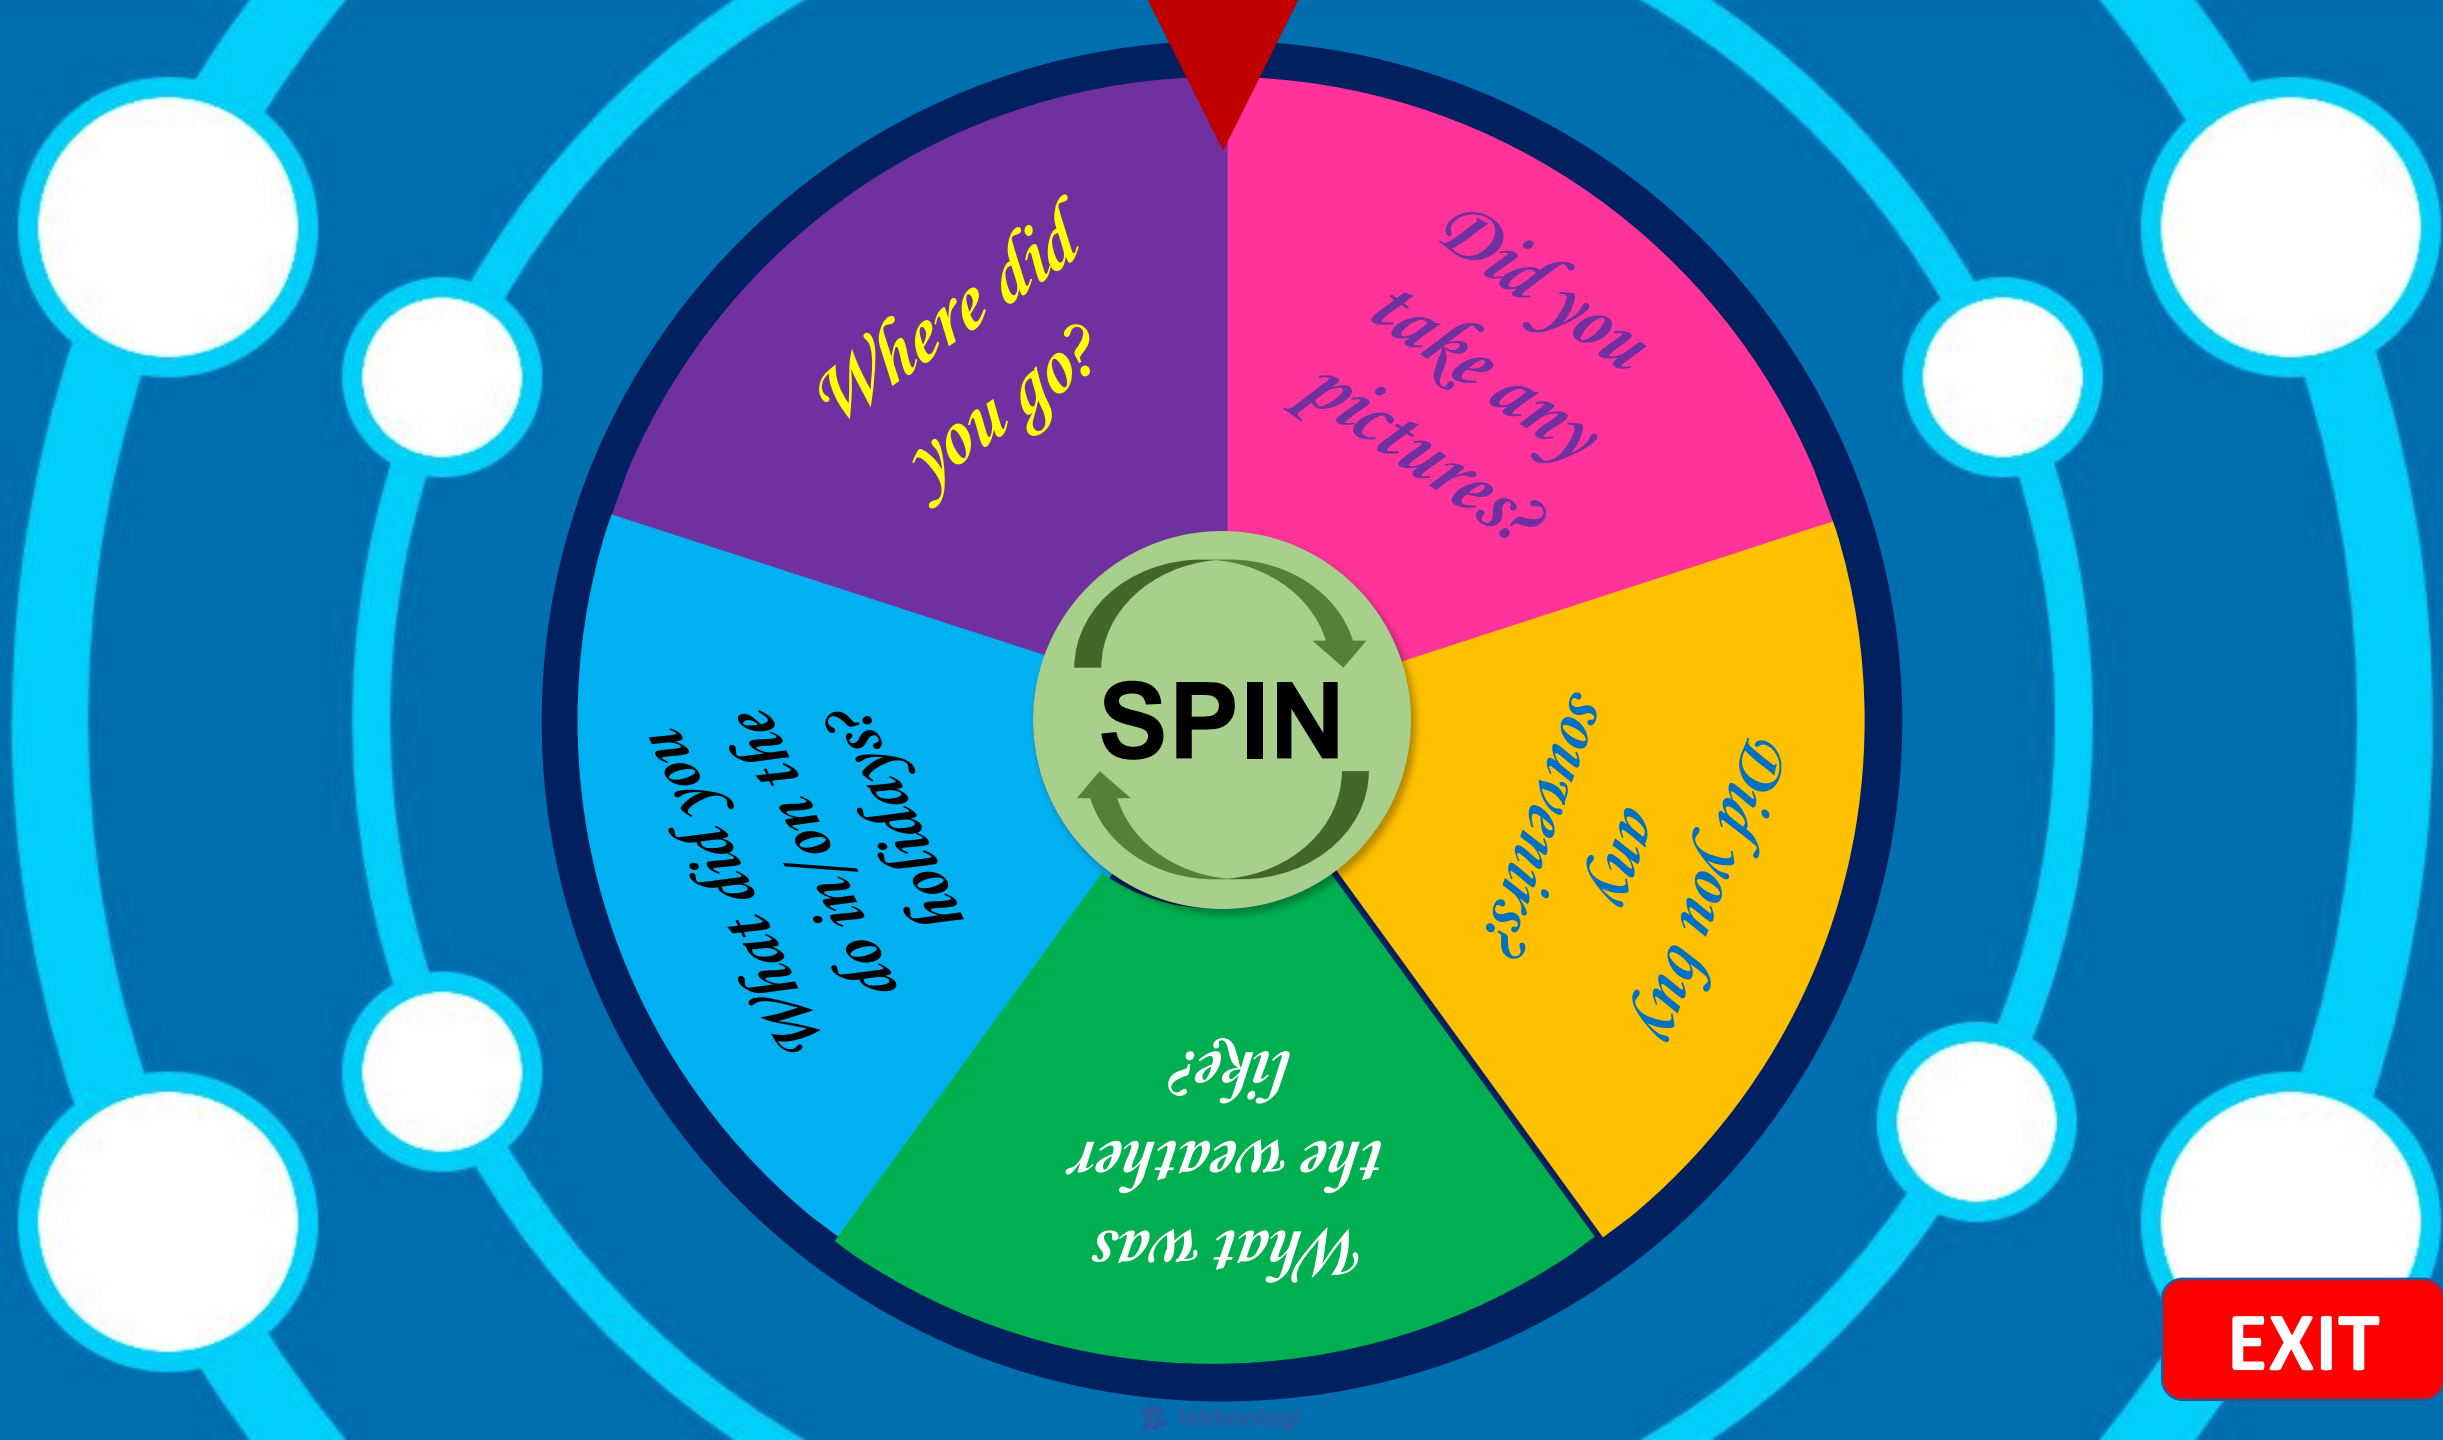 Where did
you go?
Did you
take any
pictures?
Did you buy
any
souvenirs?
What was
the weather
like?
What did you
do in/on the
holidays?
SPIN
EXIT
lekhnologi